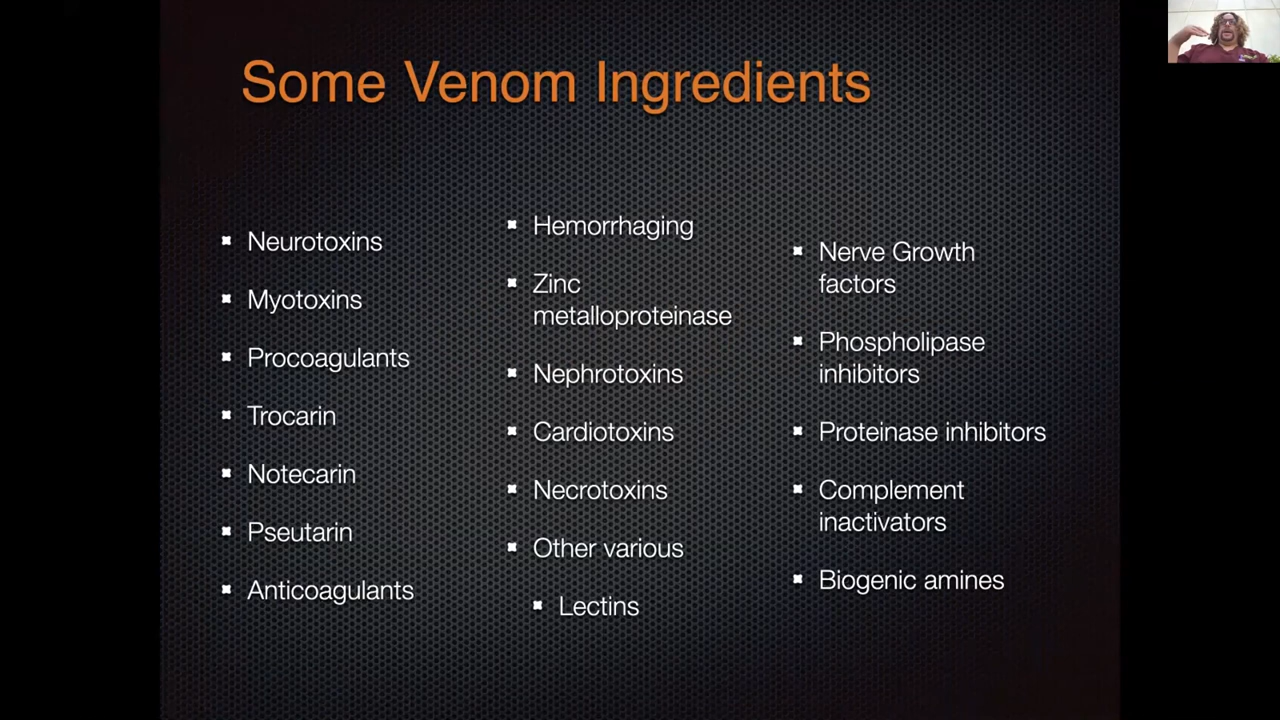 Some Venom Ingredients
Neurotoxins
Myotoxins
Procoagulants
Trocarin
Notecarin
Pseutarin
Anticoagulants
Hemorrhaging
Zinc
metalloproteinase
Nephrotoxins
Cardiotoxins
Necrotoxins
Other various
Lectins
Nerve Growth
factors
Phospholipase
inhibitors
Proteinase inhibitors
Complement
inactivators
Biogenic amines